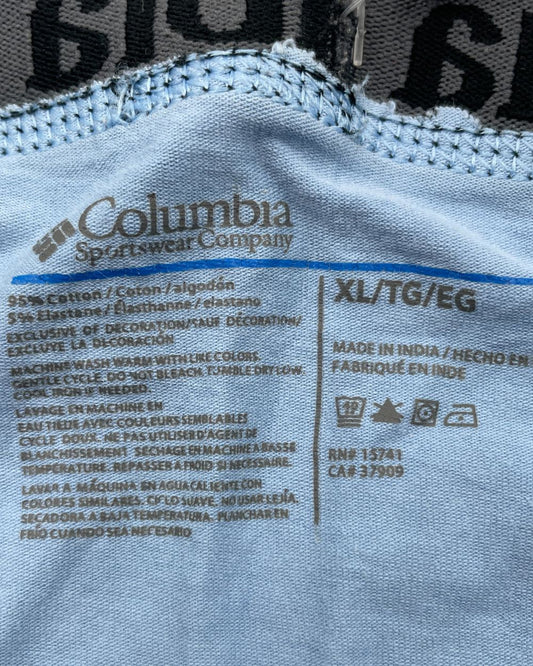 Columbia
Sportswear Company
95% Cotton / Coton / algodón
5% Elastane / Élasthanne / elastano
EXCLUSIVE OF DECORATION/SAUF DÉCORATION/
EXCLUYE LA DECORACIÓN
MACHINE WASH WARM WITH LIKE COLORS.
GENTLE CYCLE. DO NOT BLEACH. TUMBLE DRY LOW.
COOL IRON IF NEEDED.
LAVAGE EN MACHINE EN
EAU TIEDE AVEC COULEURS SEMBLABLES
CYCLE DOUX. NE PAS UTILISER D'AGENT DE
BLANCHISSEMENT. SÉCHAGE EN MACHINE A BASSE
TEMPÉRATURE. REPASSER A FROID SI NECESSAIRE.
LAVAR A MÁQUINA EN AGUA CALIENTE CON
COLORES SIMILARES. CICLO SUAVE. NO USAR LEJÍA.
SECADORA A BAJA TEMPERATURA. PLANCHAR EN
FRÍO CUANDO SEA NECESARIO
XL/TG/EG
MADE IN INDIA / HECHO EN
FABRIQUÉ EN INDE
RN# 15741
CA# 37909